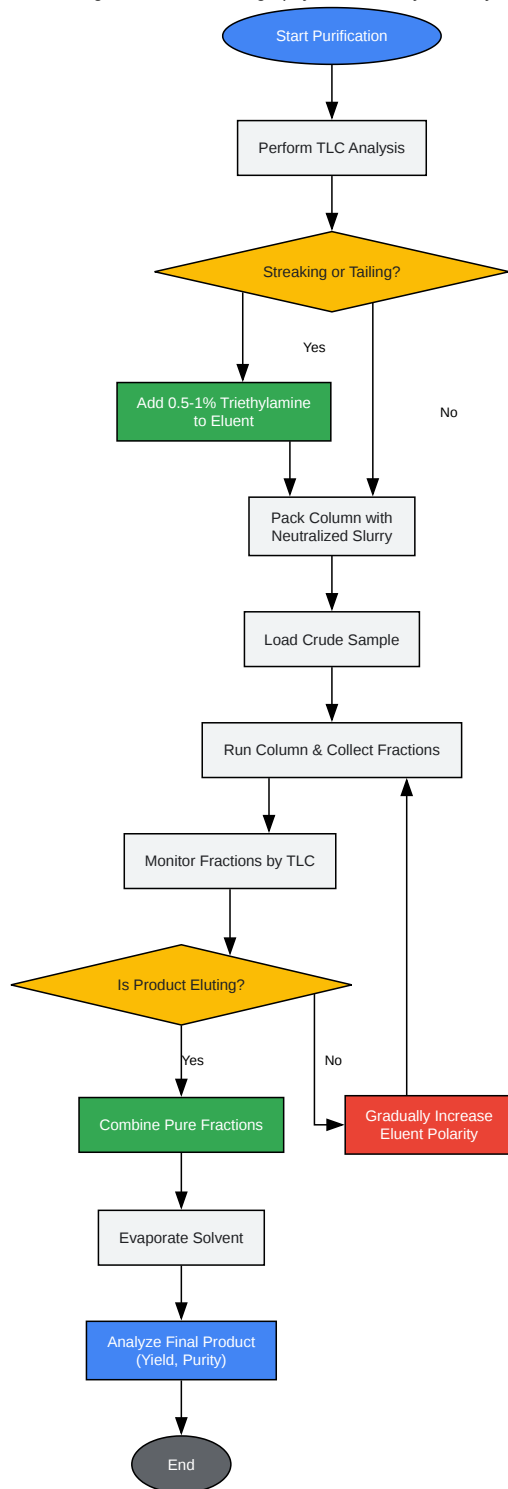 Start Purification
Perform TLC Analysis
Streaking or Tailing?
Yes
Add 0.5-1% Triethylamine
to Eluent
No
Pack Column with
Neutralized Slurry
Load Crude Sample
Run Column & Collect Fractions
Monitor Fractions by TLC
Is Product Eluting?
Yes
No
Combine Pure Fractions
Gradually Increase
Eluent Polarity
Evaporate Solvent
Analyze Final Product
(Yield, Purity)
End